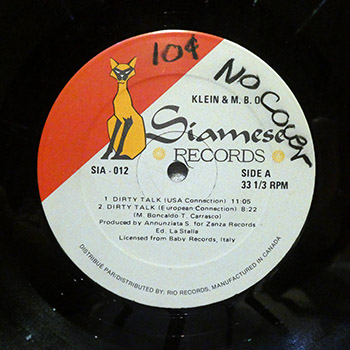 10¢
NO COVER
KLEIN & M. B. O
Siamese
RECORDS
SIA - 012
SIDE A
33 1/3 RPM
1. DIRTY TALK (USA Connection) 11:05
2. DIRTY TALK (European Connection) 8:22
(M. Boncaldo T. Carrasco)
Produced by Annunziata S. for Zanza Records -
Ed. La Stalla
Licensed from Baby Records, Italy
DISTRIBUÉ PAR/DISTRIBUTED BY: RIO RECORDS, MANUFACTURED IN CANADA